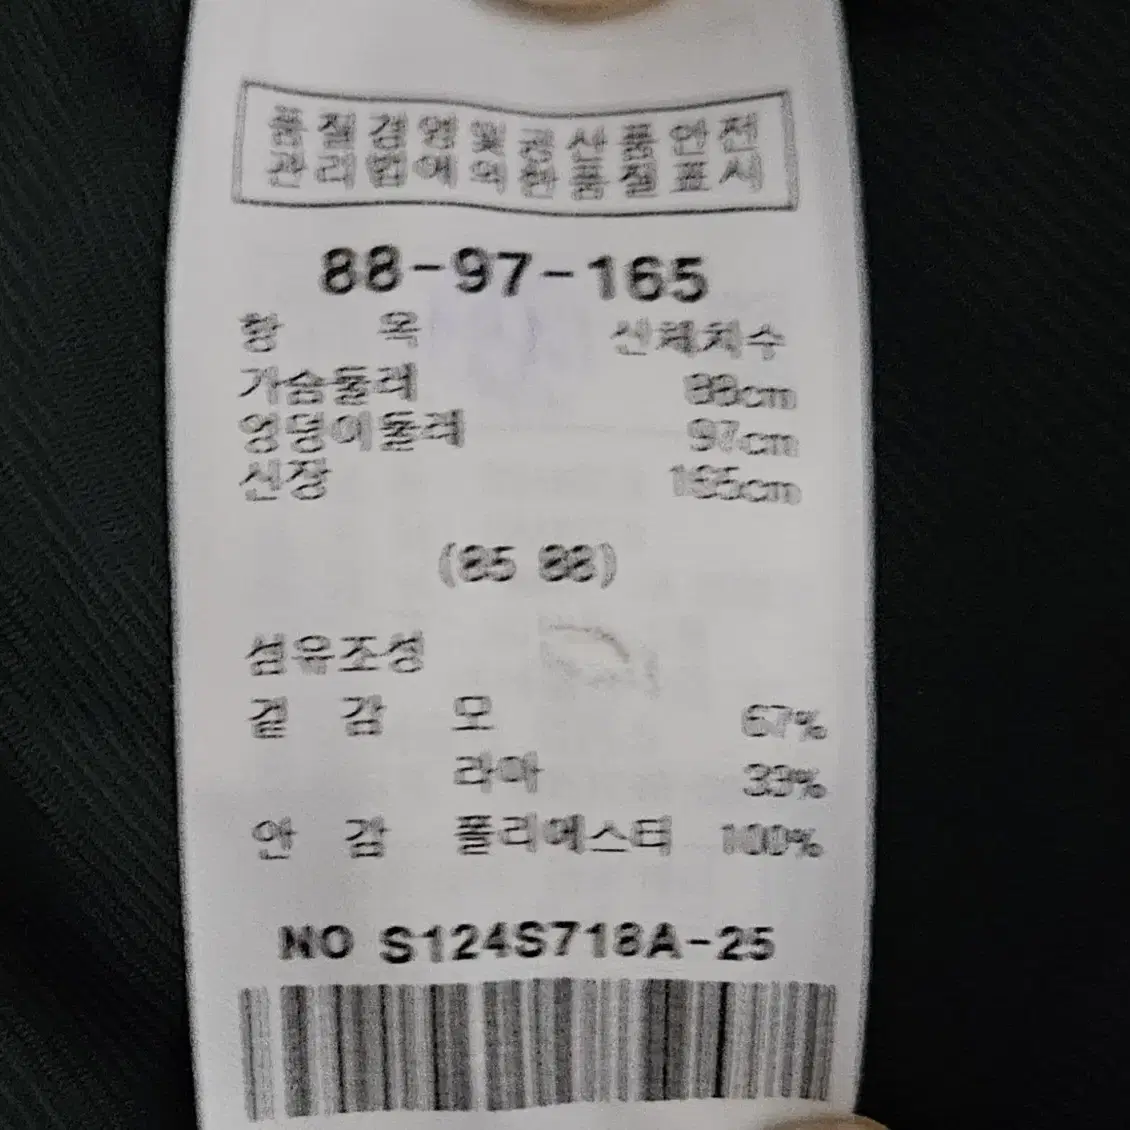 품질경영 및 공산품안전
관리법에 의한 품질표시
88-97-165
항 목 신체치수
가슴둘레 88cm
엉덩이둘레 97cm
신장 165cm
(85 88)
섬유조성
겉 감 모 67%
라마 33%
안 감 폴리에스터 100%
NO S124S718A-25